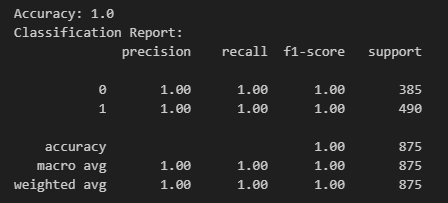 Accuracy: 1.0
Classification Report:
precision recall f1-score support
0 1.00 1.00 1.00 385
1 1.00 1.00 1.00 490
accuracy 1.00 875
macro avg 1.00 1.00 1.00 875
weighted avg 1.00 1.00 1.00 875